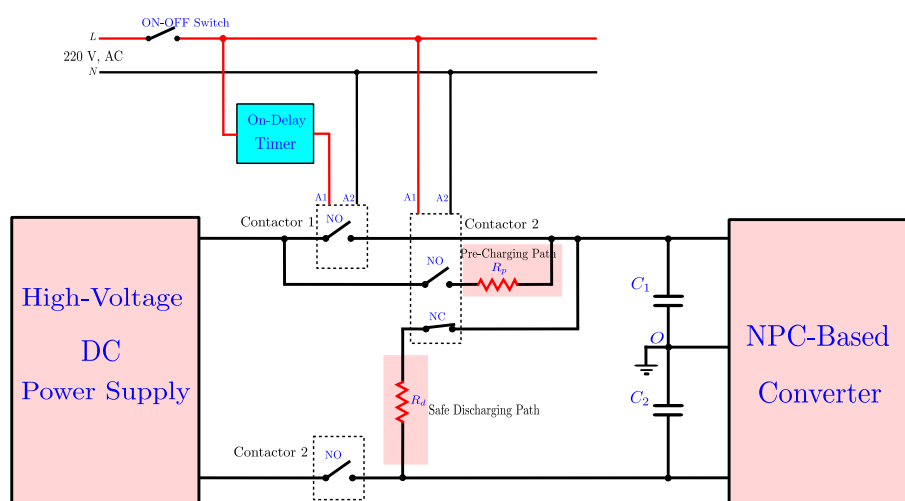 ON-OFF Switch
L
220 V, AC
N
On-Delay
Timer
A1 A2
A1 A2
Contactor 1
NO
Contactor 2
Pre-Charging Path
NO
R_p
NC
High-Voltage
DC
Power Supply
C_1
O
NPC-Based
Converter
R_d
Safe Discharging Path
C_2
Contactor 2
NO